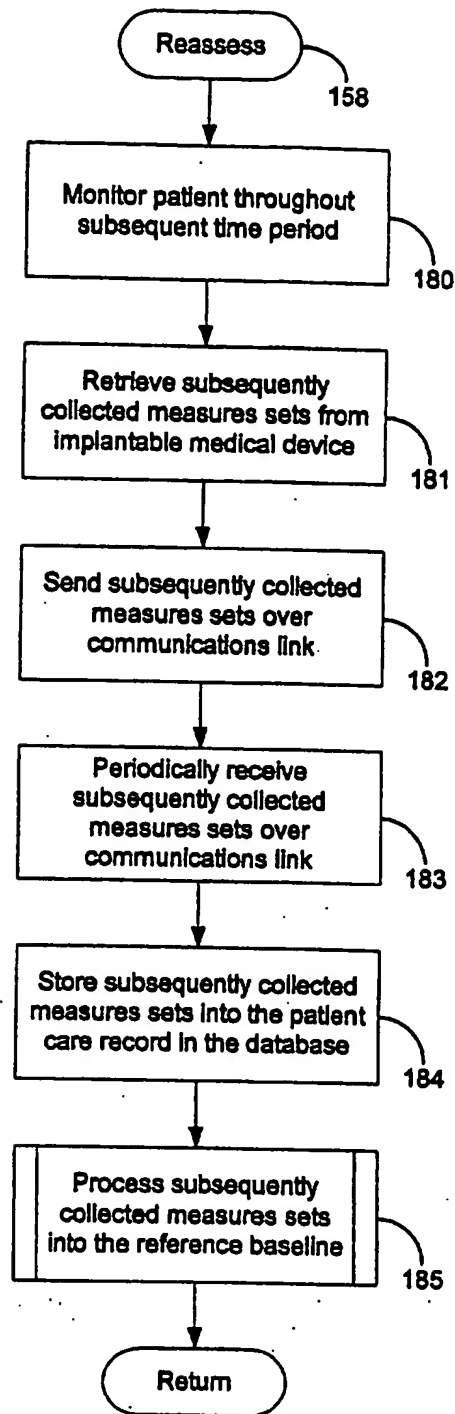 Reassess
158
Monitor patient throughout
subsequent time period
180
Retrieve subsequently
collected measures sets from
implantable medical device
181
Send subsequently collected
measures sets over
communications link
182
Periodically receive
subsequently collected
measures sets over
communications link
183
Store subsequently collected
measures sets into the patient
care record in the database
184
Process subsequently
collected measures sets
into the reference baseline
185
Return